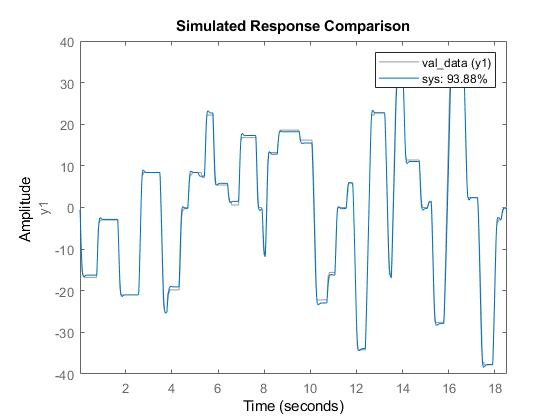 Simulated Response Comparison
40
30
20
10
0
-10
-20
-30
-40
Amplitude
y1
val_data (y1)
sys: 93.88%
2 4 6 8 10 12 14 16 18
Time (seconds)